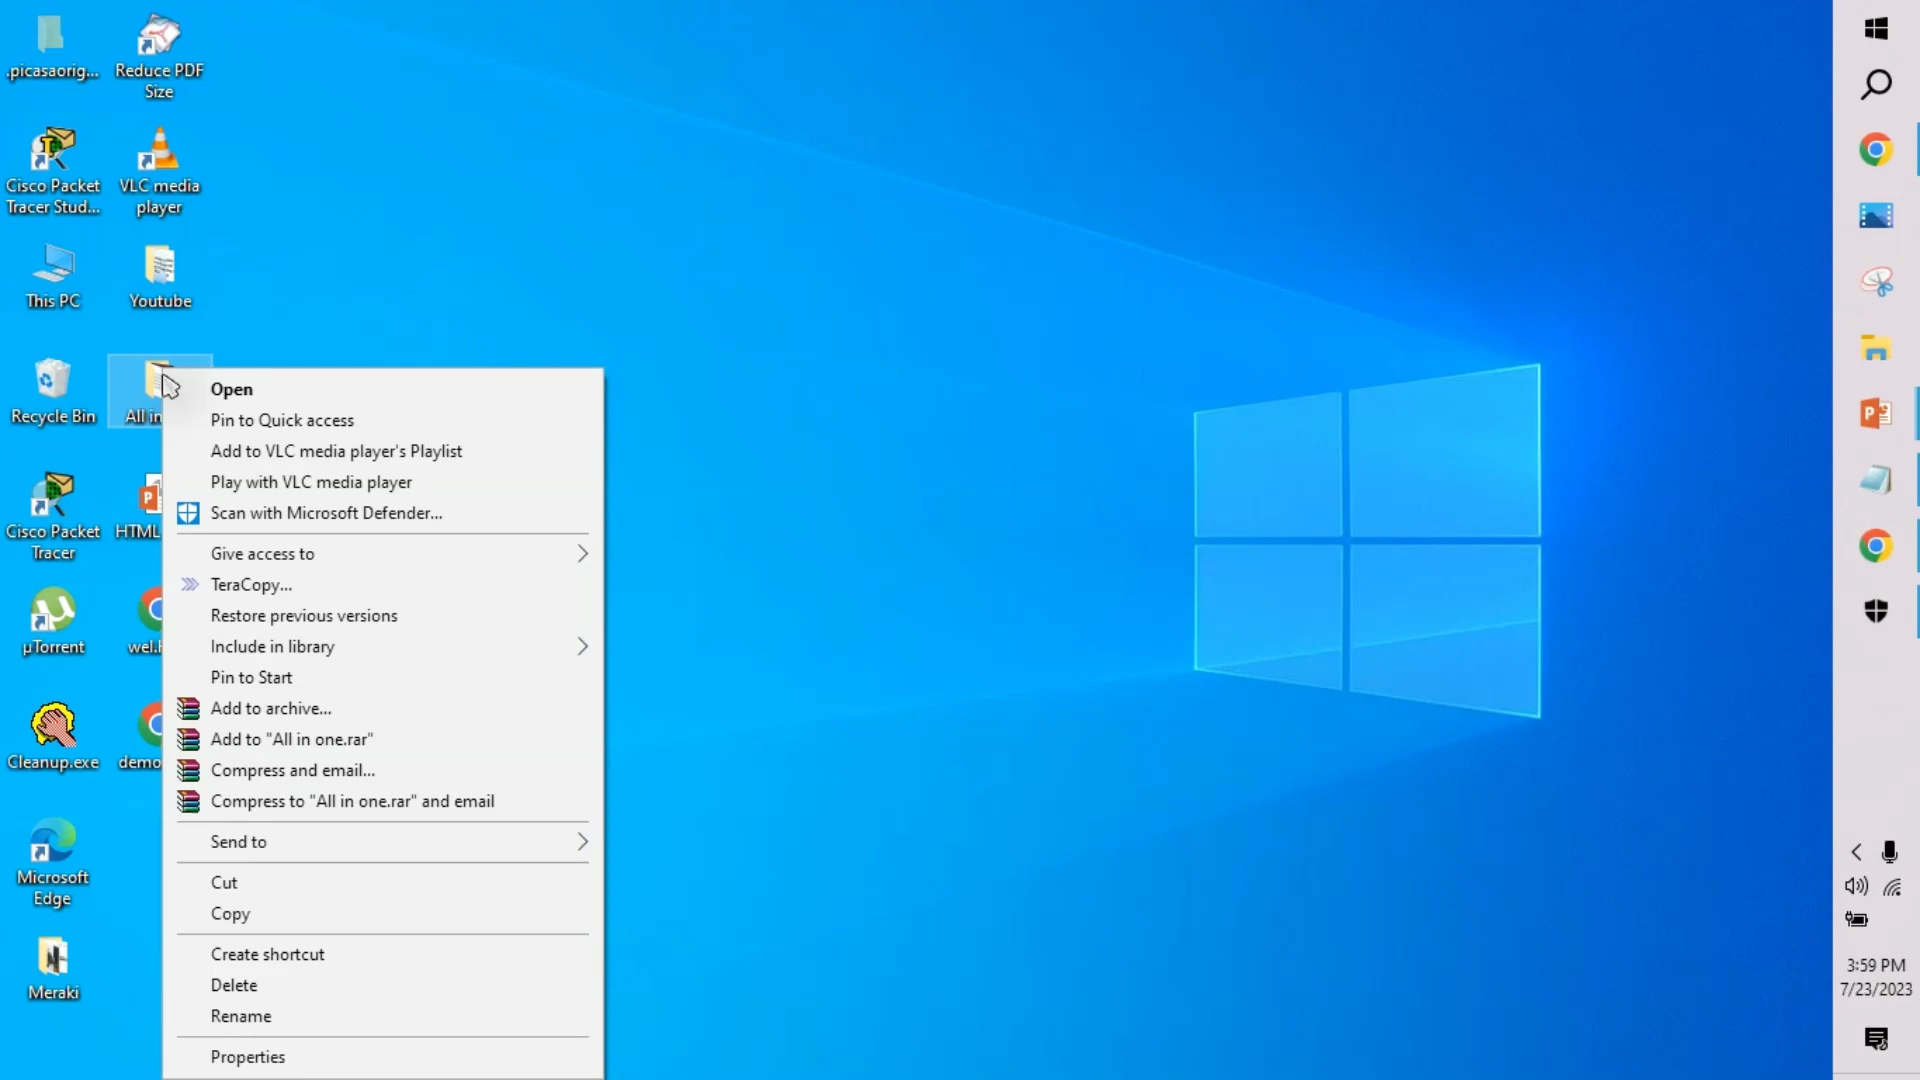 .picasaorig...
Reduce PDF
Size
Cisco Packet
Tracer Stud...
VLC media
player
This PC
Youtube
Recycle Bin
All in
Cisco Packet
Tracer
HTML
µTorrent
wel.h
Cleanup.exe
demo
Microsoft
Edge
Meraki
Open
Pin to Quick access
Add to VLC media player's Playlist
Play with VLC media player
Scan with Microsoft Defender...
Give access to
TeraCopy...
Restore previous versions
Include in library
Pin to Start
Add to archive...
Add to "All in one.rar"
Compress and email...
Compress to "All in one.rar" and email
Send to
Cut
Copy
Create shortcut
Delete
Rename
Properties
3:59 PM
7/23/2023